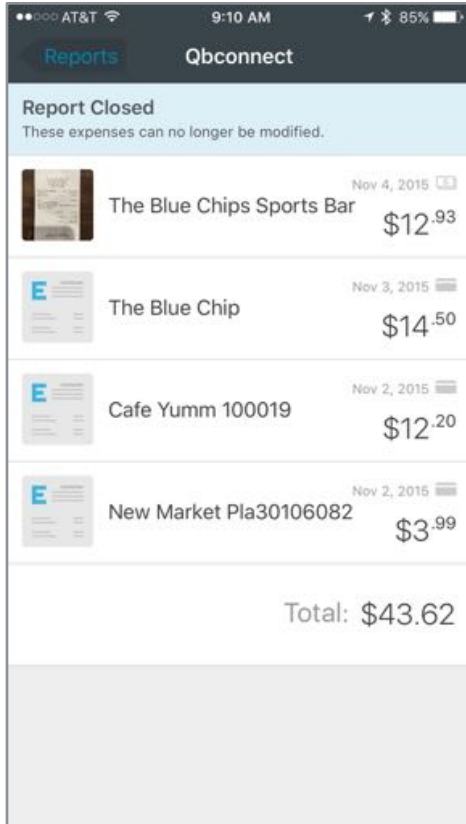 AT&T 9:10 AM 85%
Reports Qbconnect
Report Closed
These expenses can no longer be modified.
Nov 4, 2015
The Blue Chips Sports Bar
$12.93
Nov 3, 2015
The Blue Chip
$14.50
E
Nov 2, 2015
Cafe Yumm 100019
$12.20
E
Nov 2, 2015
New Market Pla30106082
$3.99
E
Total: $43.62